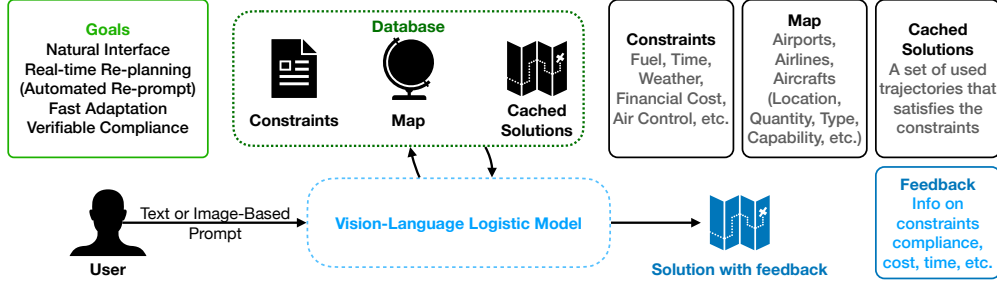 Goals
Natural Interface
Real-time Re-planning
(Automated Re-prompt)
Fast Adaptation
Verifiable Compliance
Database
Constraints
Map
Cached
Solutions
Constraints
Fuel, Time,
Weather,
Financial Cost,
Air Control, etc.
Map
Airports,
Airlines,
Aircrafts
(Location,
Quantity, Type,
Capability, etc.)
Cached
Solutions
A set of used
trajectories that
satisfies the
constraints
User
Text or Image-Based
Prompt
Vision-Language Logistic Model
Solution with feedback
Feedback
Info on
constraints
compliance,
cost, time, etc.